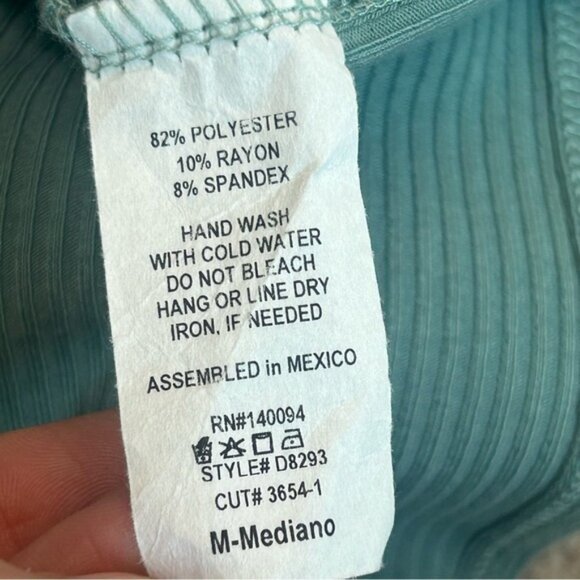 82% POLYESTER
10% RAYON
8% SPANDEX
HAND WASH
WITH COLD WATER
DO NOT BLEACH
HANG OR LINE DRY
IRON, IF NEEDED
ASSEMBLED in MEXICO
RN#140094
STYLE# D8293
CUT# 3654-1
M-Mediano